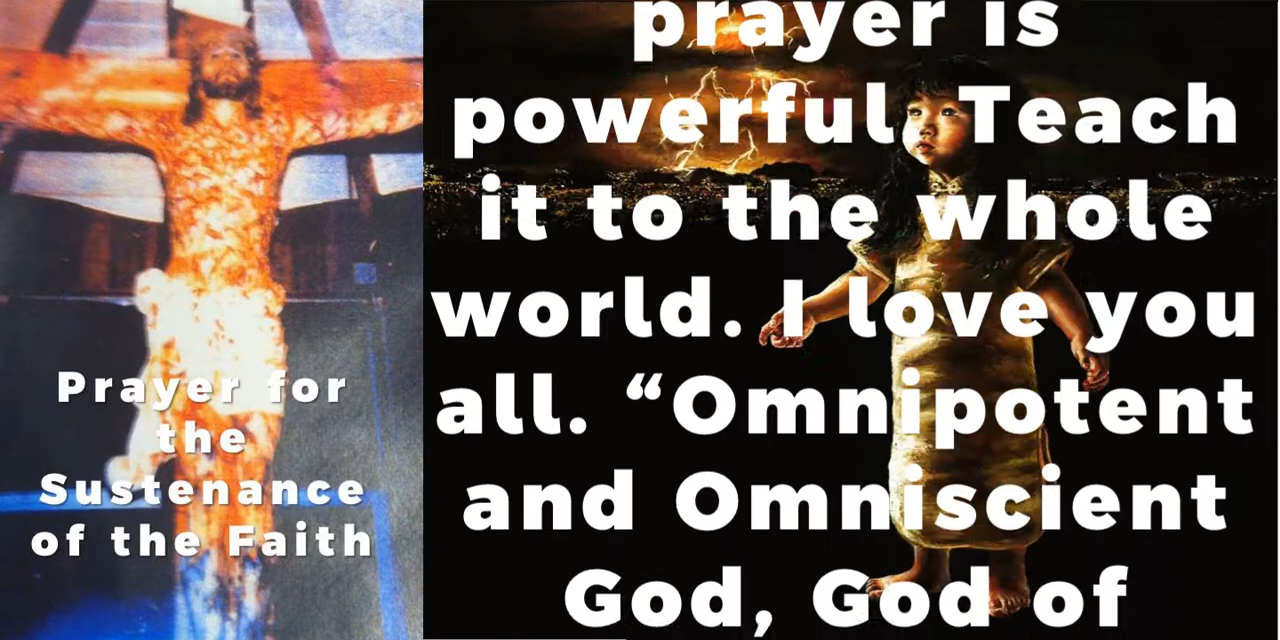 Prayer for
the
Sustenance
of the Faith
prayer is
powerful. Teach
it to the whole
world. I love you
all. “Omnipotent
and Omniscient
God, God of